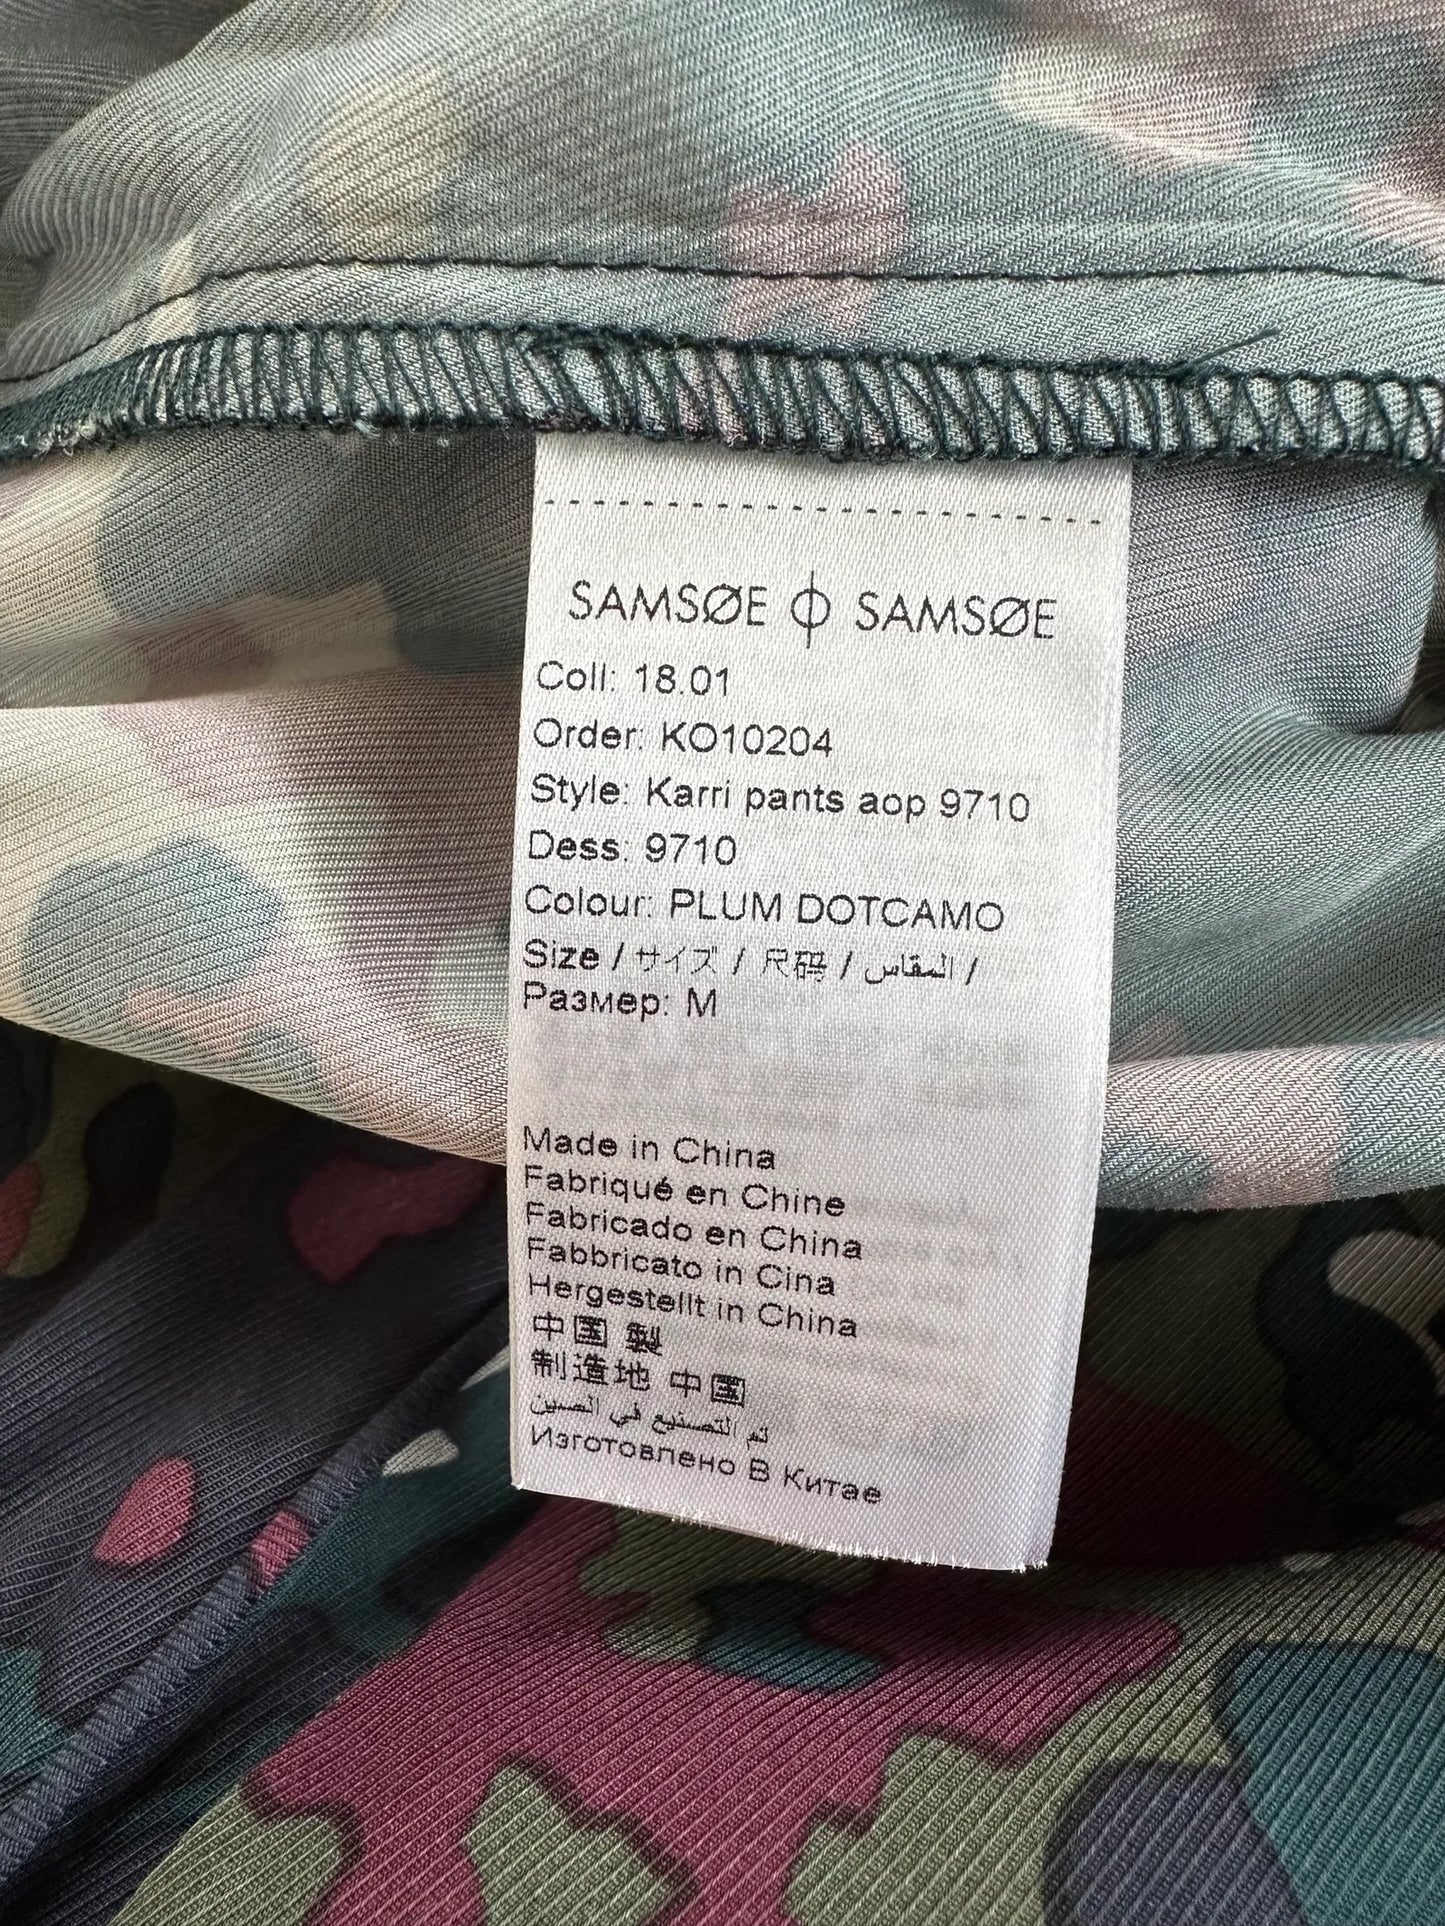 SAMSØE ϕ SAMSØE
Coll: 18.01
Order: KO10204
Style: Karri pants aop 9710
Dess: 9710
Colour: PLUM DOTCAMO
Size / サイズ / 尺码 / المقاس /
Размер: M
Made in China
Fabriqué en Chine
Fabricado en China
Fabbricato in Cina
Hergestellt in China
中国 製
制造地 中国
تم التصنيع في الصين
Изготовлено В Китае